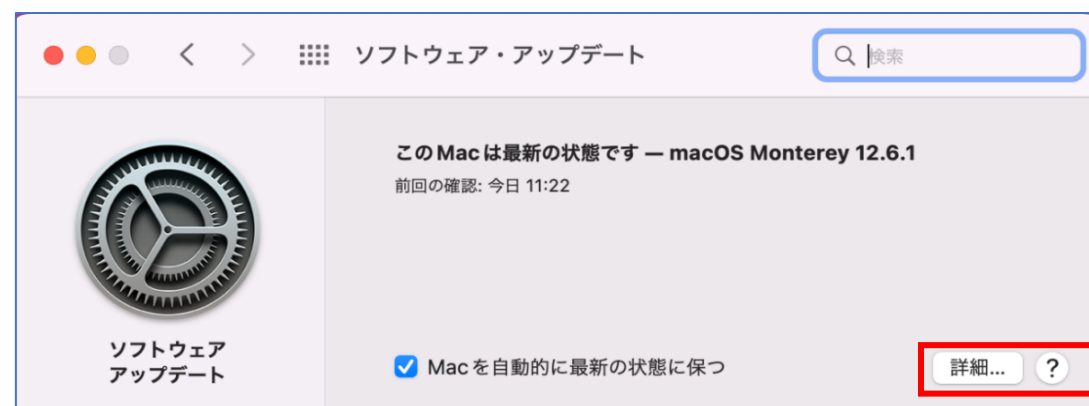 ソフトウェア・アップデート
検索
このMacは最新の状態です — macOS Monterey 12.6.1
前回の確認: 今日 11:22
ソフトウェア
アップデート
Macを自動的に最新の状態に保つ
詳細... ?